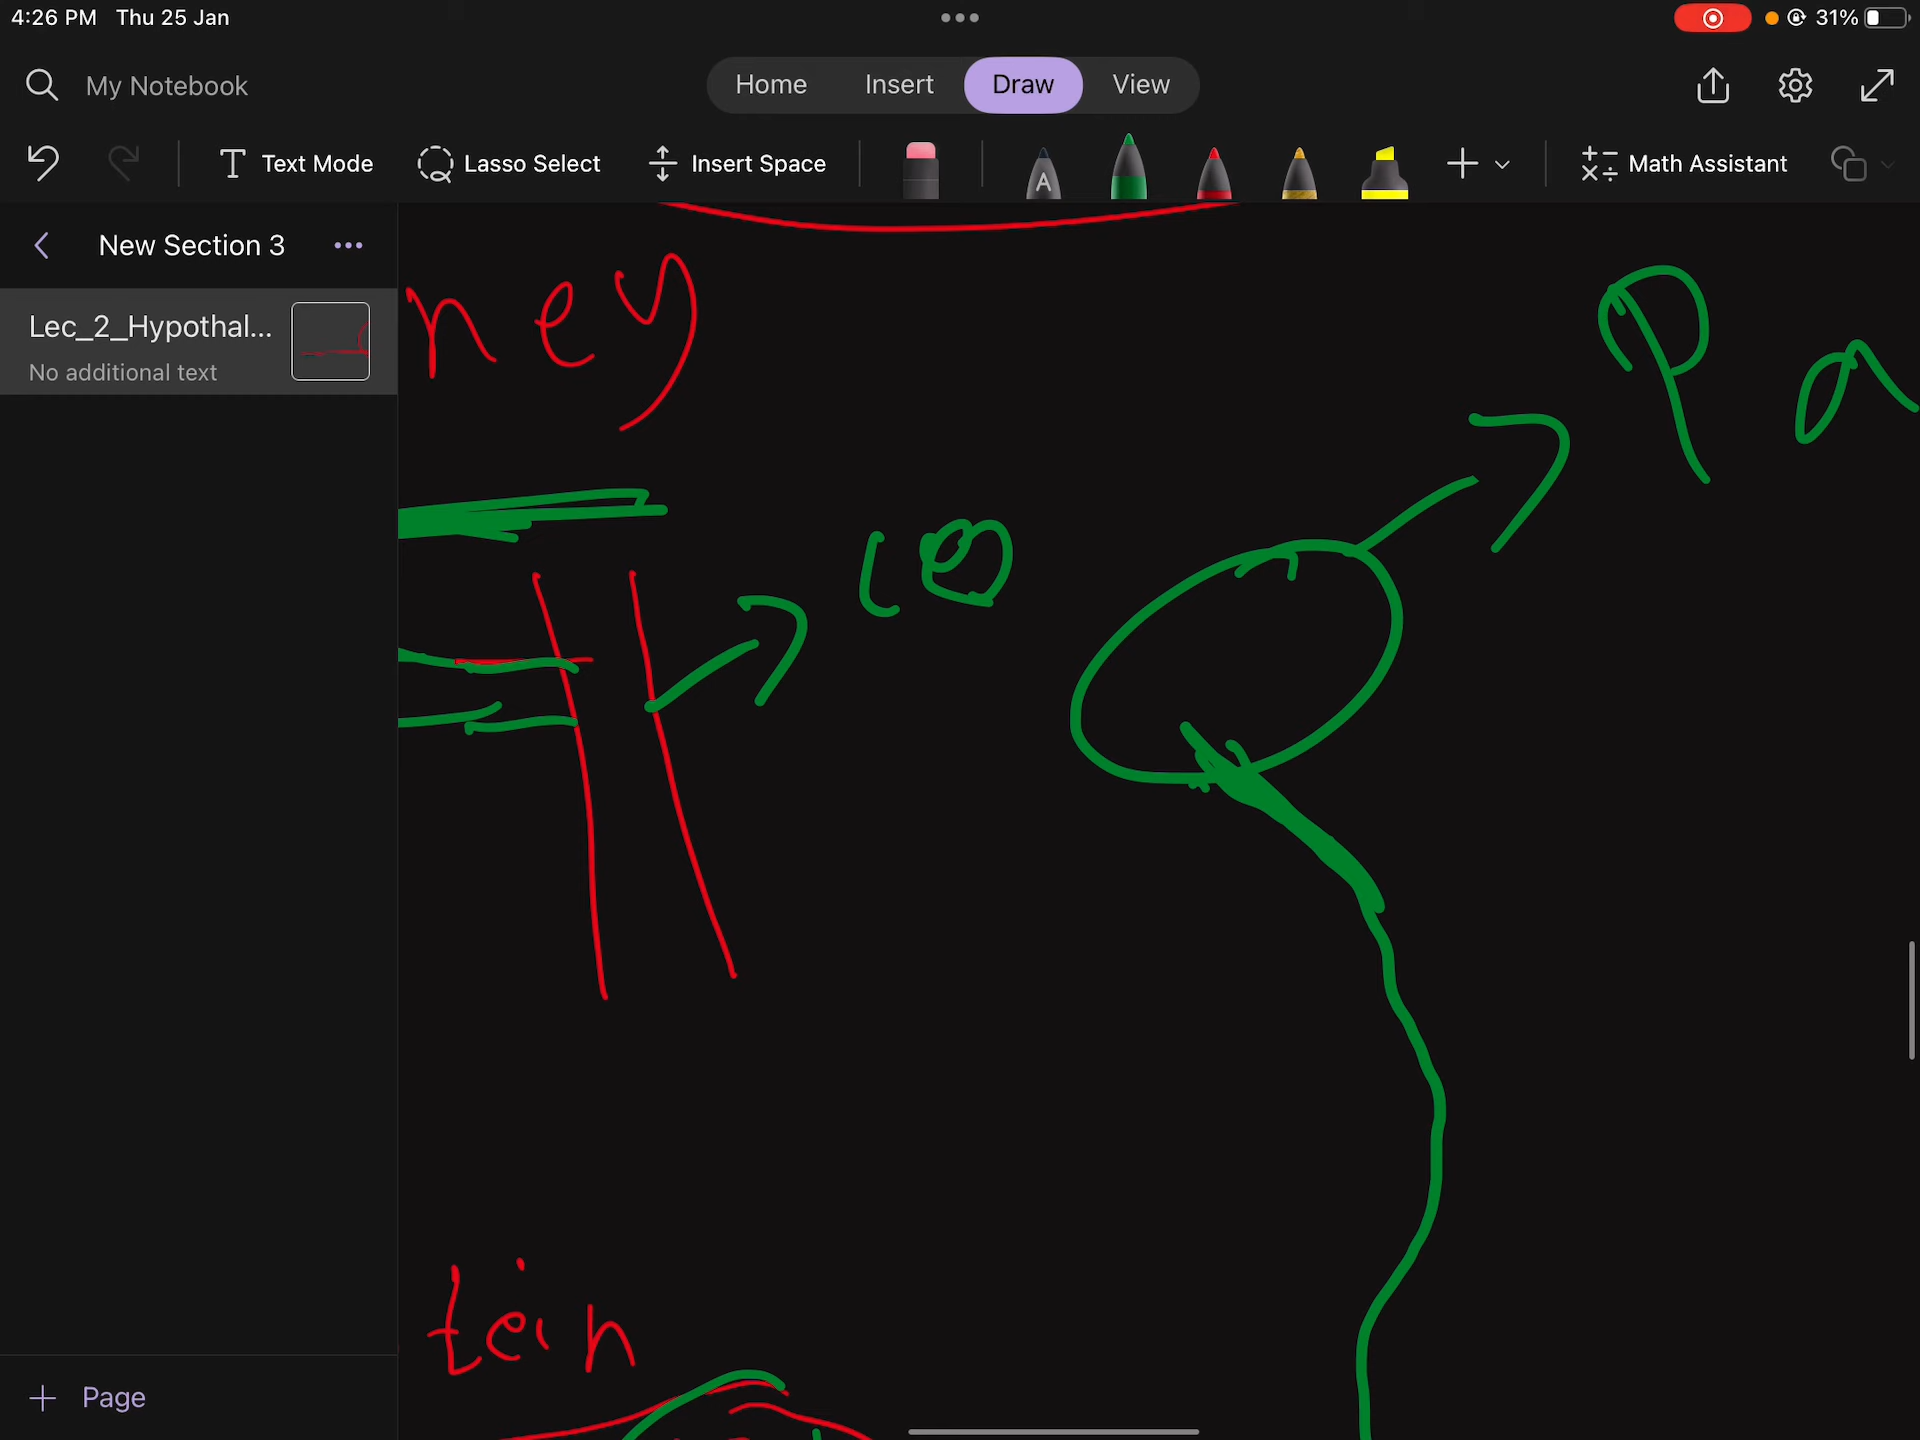 4:26 PM Thu 25 Jan
31%
My Notebook
Home Insert Draw View
Text Mode Lasso Select Insert Space A Math Assistant
New Section 3
Lec_2_Hypothal...
No additional text
ney
Pa
tein
Page